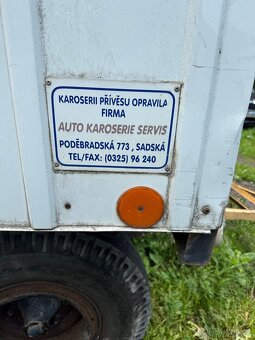 KAROSERII PŘÍVĚSU OPRAVILA
FIRMA
AUTO KAROSERIE SERVIS
PODĚBRADSKÁ 773, SADSKÁ
TEL/FAX: (0325) 96 240